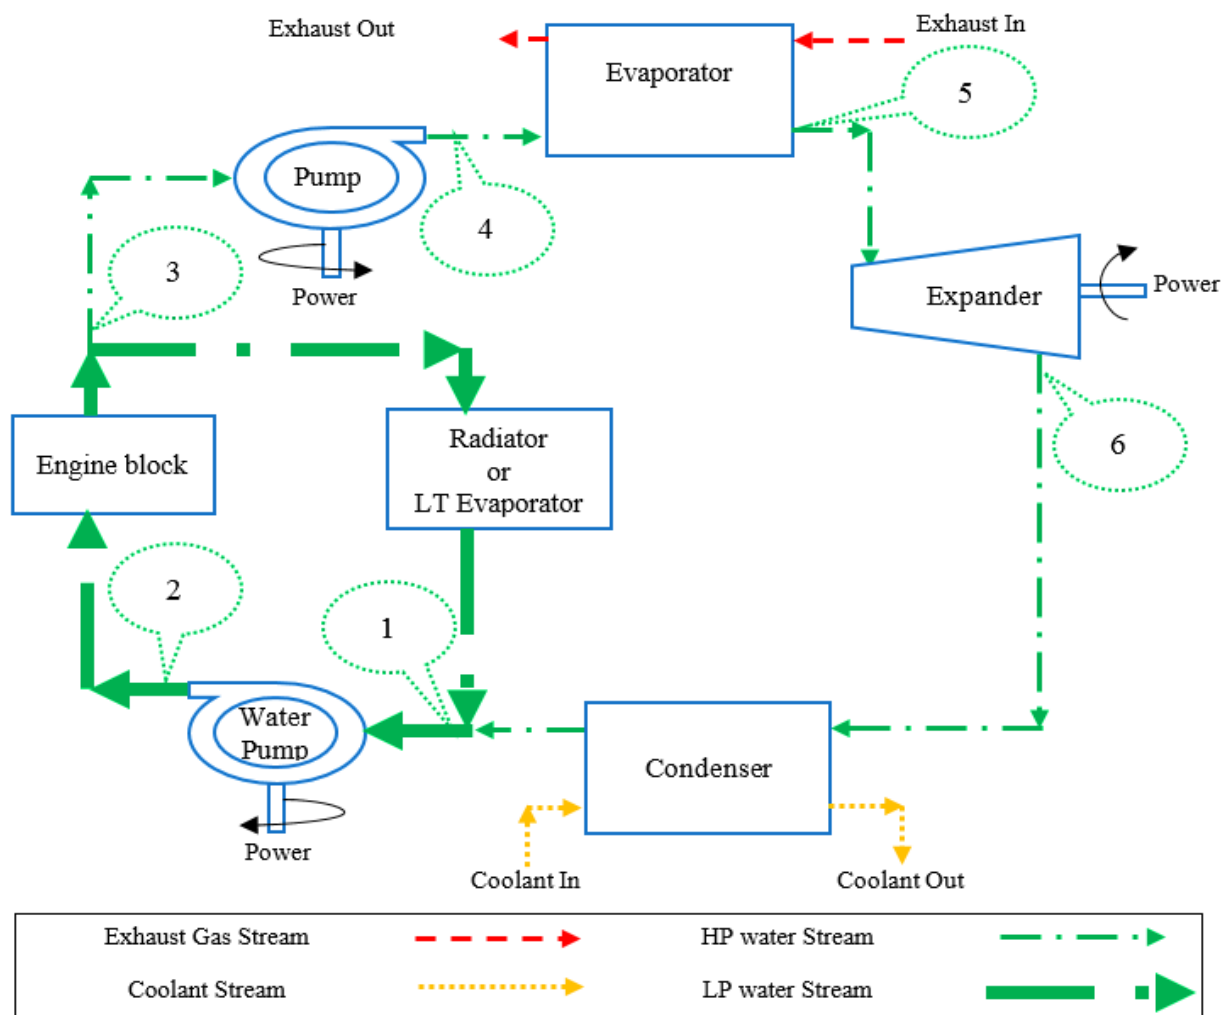 Exhaust Out
Exhaust In
Evaporator
5
Pump
4
3
Power
Expander
Power
Engine block
Radiator
or
LT Evaporator
6
2
1
Water
Pump
Condenser
Power
Coolant In
Coolant Out
Exhaust Gas Stream
HP water Stream
Coolant Stream
LP water Stream